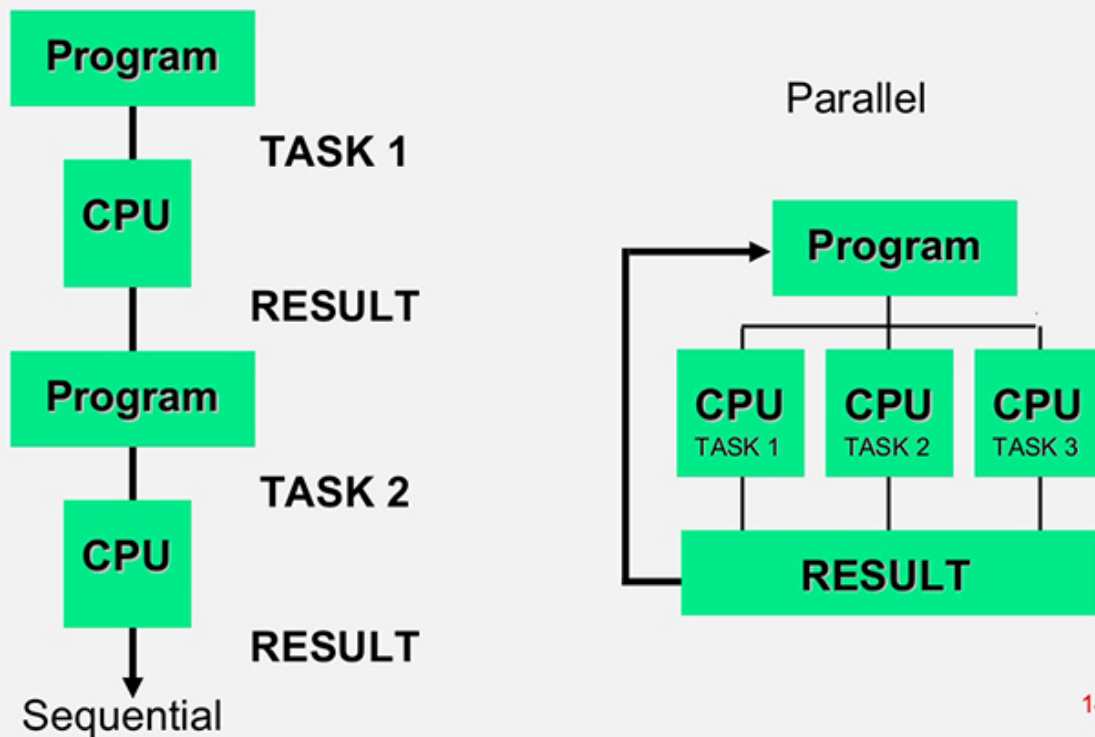 Program
TASK 1
CPU
RESULT
Program
TASK 2
CPU
RESULT
Sequential
Parallel
Program
CPU CPU CPU
TASK 1 TASK 2 TASK 3
RESULT